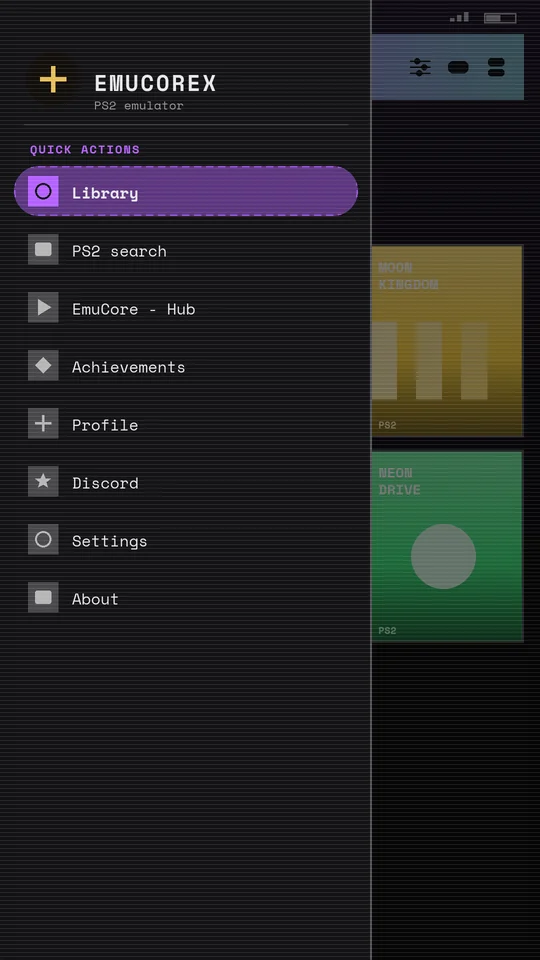 EMUCOREX
PS2 emulator
QUICK ACTIONS
Library
PS2 search
EmuCore - Hub
Achievements
Profile
Discord
Settings
About
MOON
KINGDOM
PS2
NEON
DRIVE
PS2